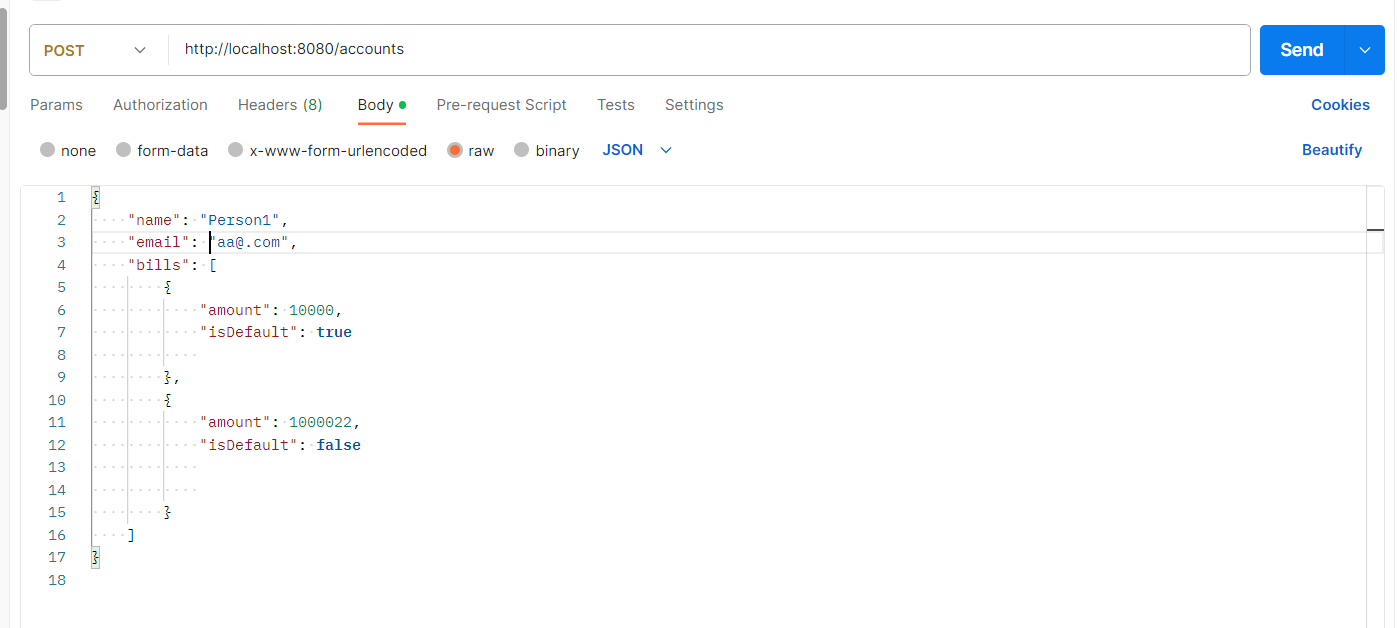 POST http://localhost:8080/accounts Send
Params Authorization Headers (8) Body Pre-request Script Tests Settings Cookies
none form-data x-www-form-urlencoded raw binary JSON Beautify
1 {
2 "name": "Person1",
3 "email": "aa@.com",
4 "bills": [
5 {
6 "amount": 10000,
7 "isDefault": true
8
9 },
10 {
11 "amount": 1000022,
12 "isDefault": false
13
14
15 }
16 ]
17 }
18